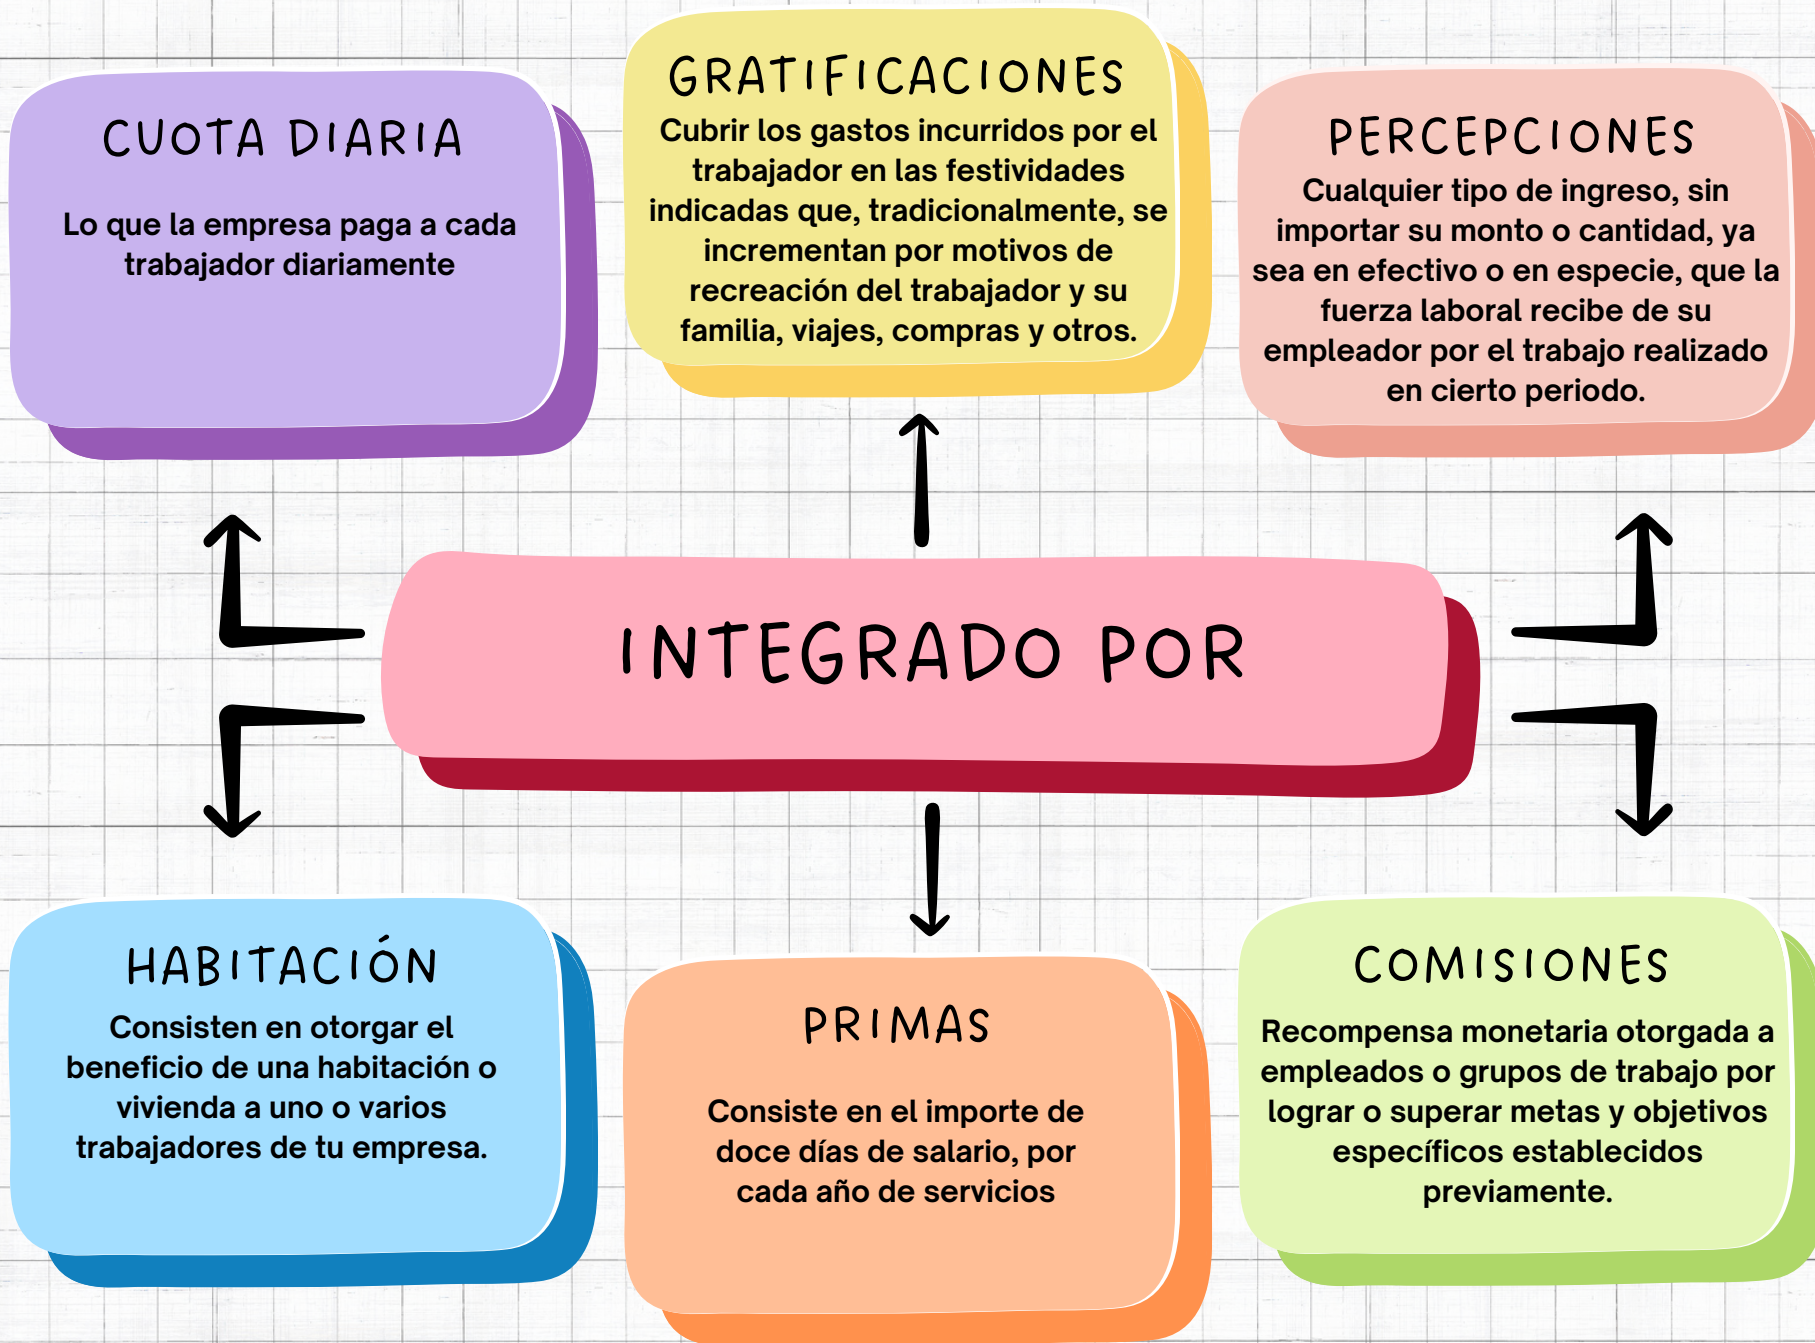 CUOTA DIARIA
Lo que la empresa paga a cada
trabajador diariamente
GRATIFICACIONES
Cubrir los gastos incurridos por el
trabajador en las festividades
indicadas que, tradicionalmente, se
incrementan por motivos de
recreación del trabajador y su
familia, viajes, compras y otros.
PERCEPCIONES
Cualquier tipo de ingreso, sin
importar su monto o cantidad, ya
sea en efectivo o en especie, que la
fuerza laboral recibe de su
empleador por el trabajo realizado
en cierto periodo.
INTEGRADO POR
HABITACIÓN
Consisten en otorgar el
beneficio de una habitación o
vivienda a uno o varios
trabajadores de tu empresa.
PRIMAS
Consiste en el importe de
doce días de salario, por
cada año de servicios
COMISIONES
Recompensa monetaria otorgada a
empleados o grupos de trabajo por
lograr o superar metas y objetivos
específicos establecidos
previamente.